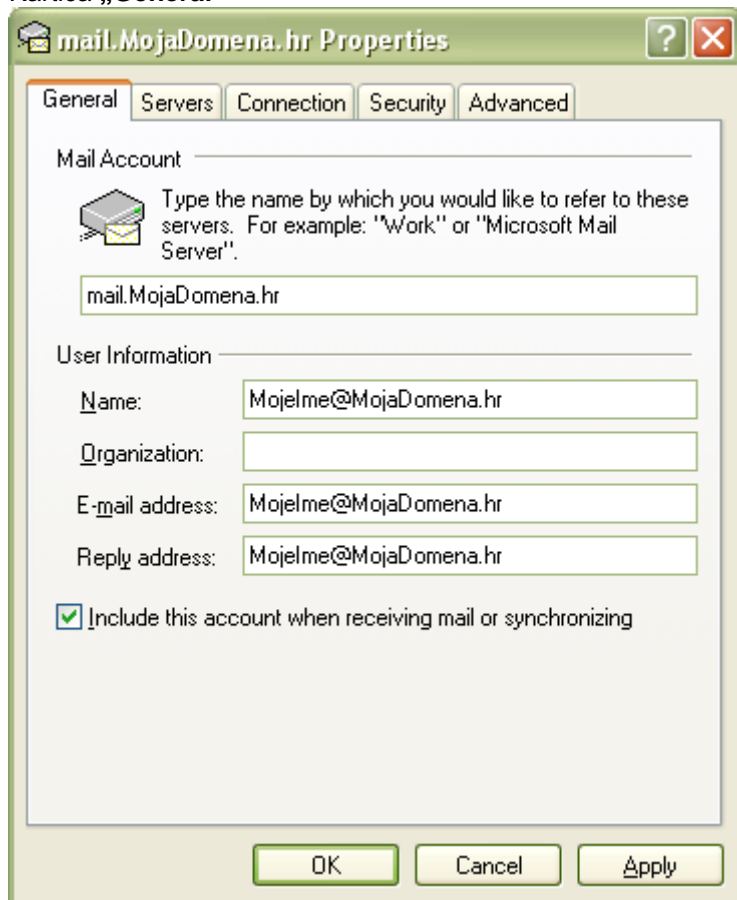 Kartica „General“
mail.MojaDomena.hr Properties
General Servers Connection Security Advanced
Mail Account
Type the name by which you would like to refer to these
servers. For example: "Work" or "Microsoft Mail
Server".
mail.MojaDomena.hr
User Information
Name: MojeIme@MojaDomena.hr
Organization:
E-mail address: MojeIme@MojaDomena.hr
Reply address: MojeIme@MojaDomena.hr
Include this account when receiving mail or synchronizing
OK Cancel Apply